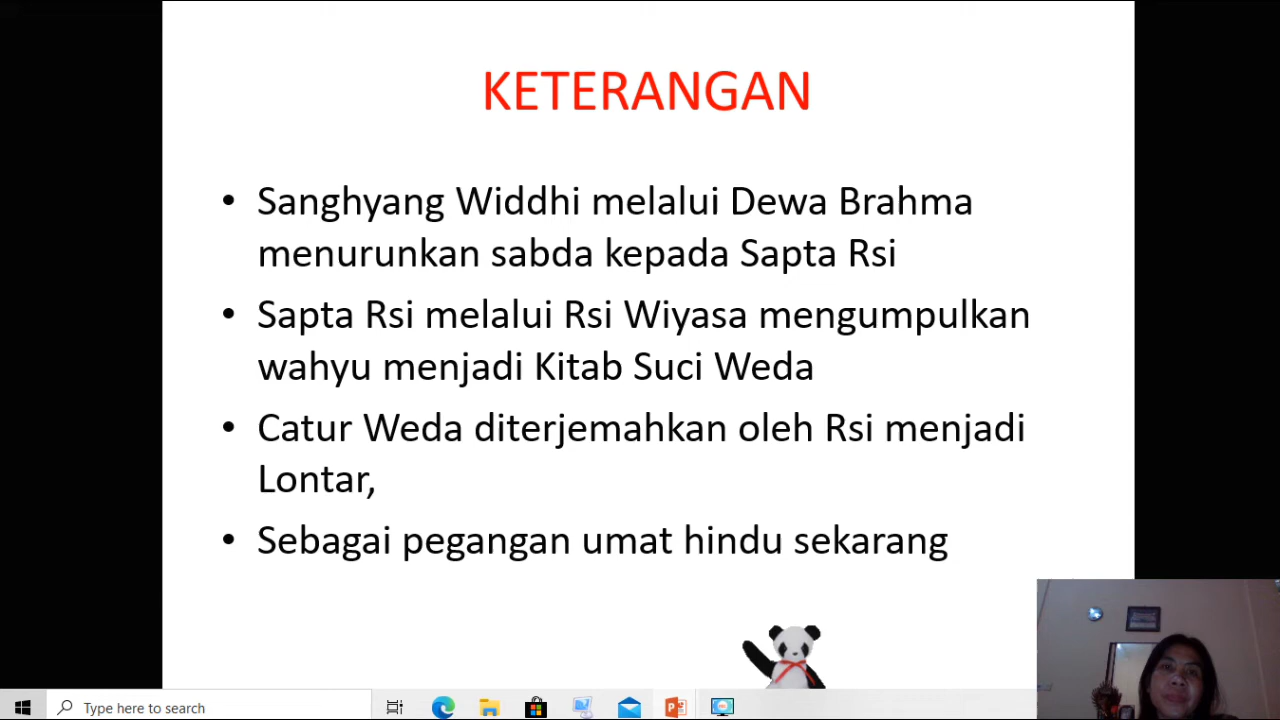 KETERANGAN
• Sanghyang Widdhi melalui Dewa Brahma
menurunkan sabda kepada Sapta Rsi
• Sapta Rsi melalui Rsi Wiyasa mengumpulkan
wahyu menjadi Kitab Suci Weda
• Catur Weda diterjemahkan oleh Rsi menjadi
Lontar,
• Sebagai pegangan umat hindu sekarang
Type here to search